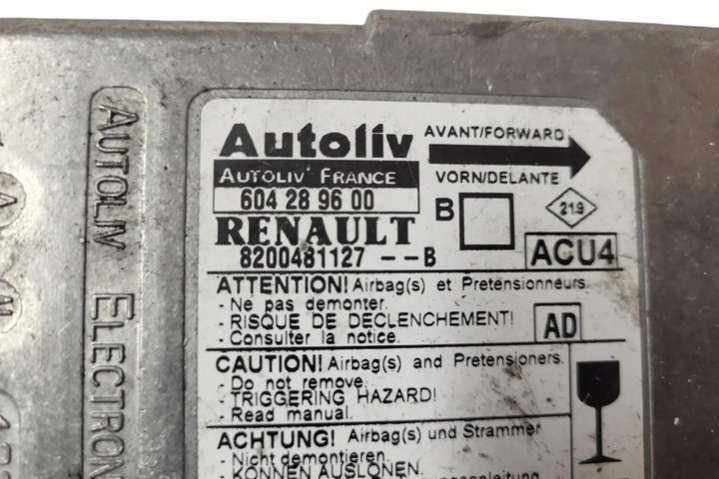 AUTOLIV ELECTRON
Autoliv
AUTOLIV FRANCE
604 28 96 00
RENAULT
8200481127 --B
AVANT/FORWARD
VORN/DELANTE
B
219
ACU4
ATTENTION! Airbag(s) et Pretensionneurs
- Ne pas demonter.
- RISQUE DE DECLENCHEMENT!
- Consulter la notice.
AD
CAUTION! Airbag(s) and Pretensioners.
- Do not remove.
- TRIGGERING HAZARD!
- Read manual.
ACHTUNG! Airbag(s) und Strammer
- Nicht demontieren.
- KONNEN AUSLONEN.